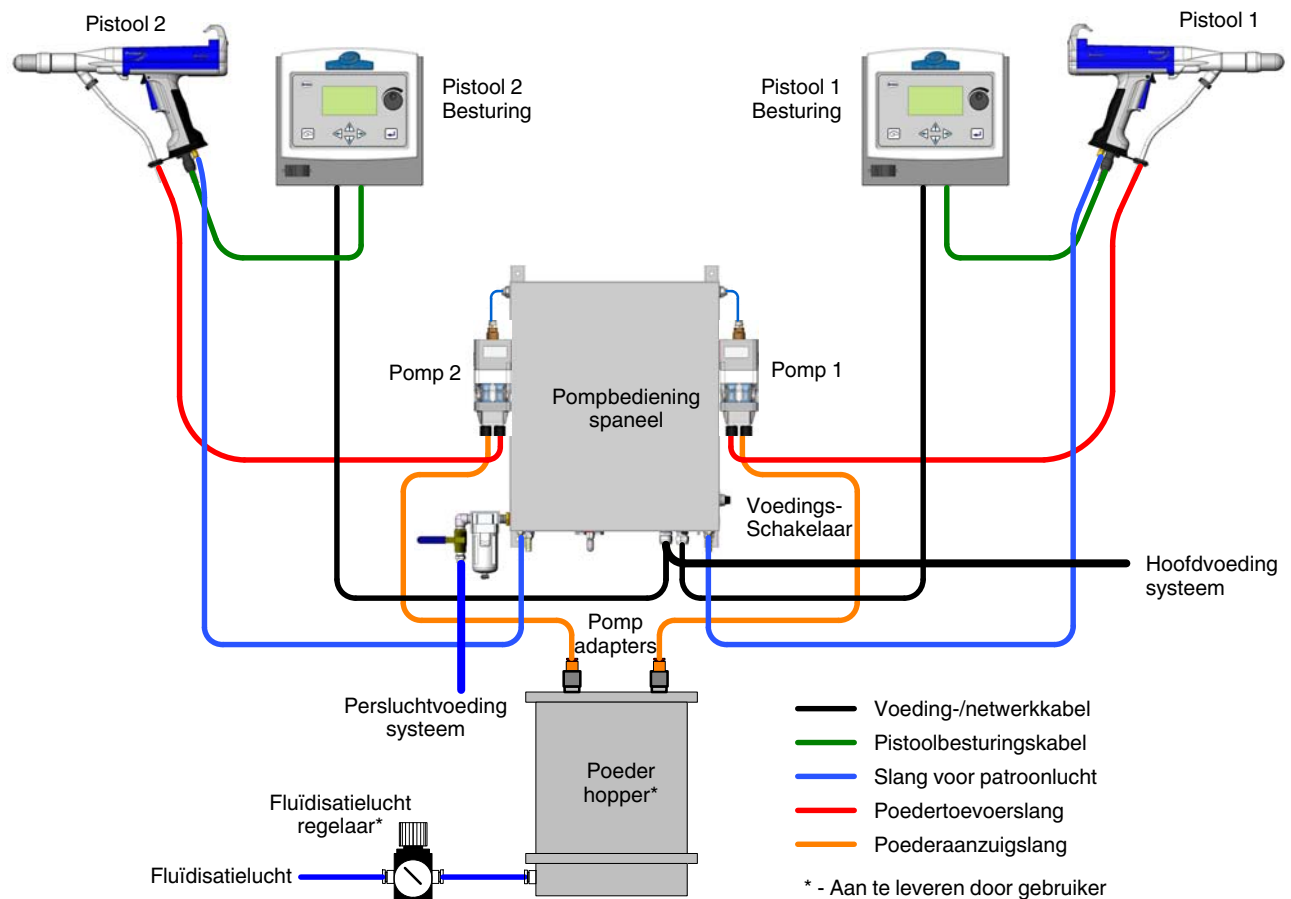 Pistool 2
Pistool 1
Pistool 2
Besturing
Pistool 1
Besturing
Pomp 2
Pompbediening
spaneel
Pomp 1
Voedings-
Schakelaar
Hoofdvoeding
systeem
Pomp
adapters
Persluchtvoeding
systeem
Poeder
hopper*
Fluïdisatielucht
regelaar*
Fluïdisatielucht
Voeding-/netwerkkabel
Pistoolbesturingskabel
Slang voor patroonlucht
Poedertoevoerslang
Poederaanzuigslang
* - Aan te leveren door gebruiker